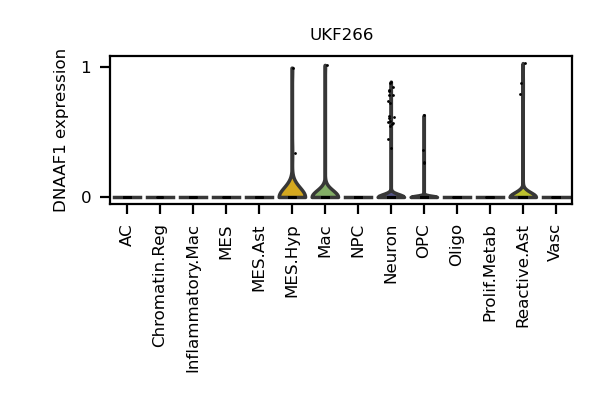 UKF266
DNAAF1 expression
1
0
AC
Chromatin.Reg
Inflammatory.Mac
MES
MES.Ast
MES.Hyp
Mac
NPC
Neuron
OPC
Oligo
Prolif.Metab
Reactive.Ast
Vasc